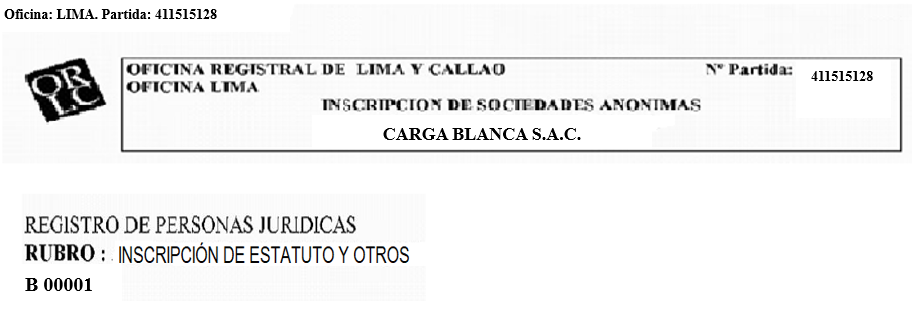 Oficina: LIMA. Partida: 411515128
ORLC
OFICINA REGISTRAL DE LIMA Y CALLAO
Nº Partida: 411515128
OFICINA LIMA
INSCRIPCION DE SOCIEDADES ANONIMAS
CARGA BLANCA S.A.C.
REGISTRO DE PERSONAS JURIDICAS
RUBRO : INSCRIPCIÓN DE ESTATUTO Y OTROS
B 00001